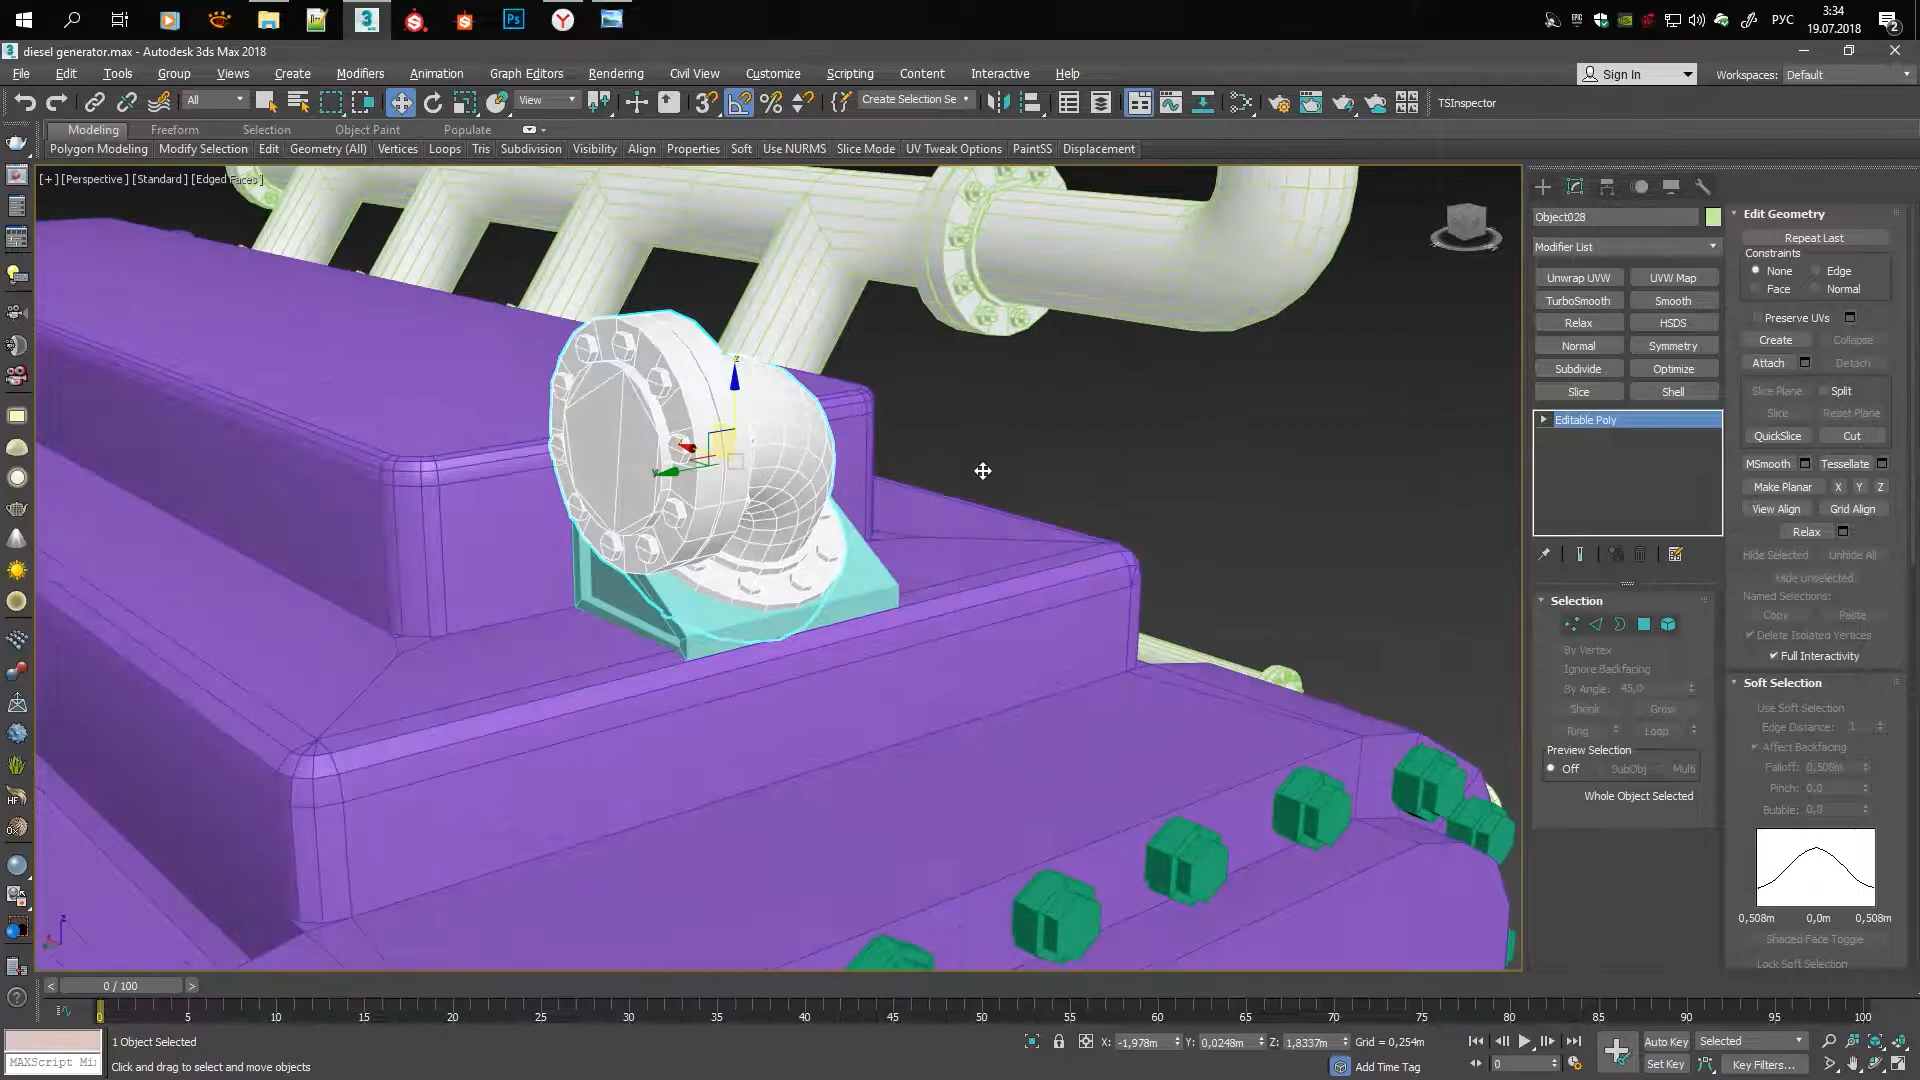 3:34
РУС
19.07.2018
2
diesel generator.max - Autodesk 3ds Max 2018
File Edit Tools Group Views Create Modifiers Animation Graph Editors Rendering Civil View Customize Scripting Content Interactive Help
Sign In
Workspaces: Default
All
View
Create Selection Se
TSInspector
Modeling Freeform Selection Object Paint Populate
Polygon Modeling Modify Selection Edit Geometry (All) Vertices Loops Tris Subdivision Visibility Align Properties Soft Use NURMS Slice Mode UV Tweak Options PaintSS Displacement
[+] [Perspective] [Standard] [Edged Faces]
Object028
Modifier List
Unwrap UVW UVW Map
TurboSmooth Smooth
Relax HSDS
Normal Symmetry
Subdivide Optimize
Slice Shell
Editable Poly
Selection
By Vertex
Ignore Backfacing
By Angle: 45,0
Shrink Grow
Ring Loop
Preview Selection
Off SubObj Multi
Whole Object Selected
Edit Geometry
Repeat Last
Constraints
None Edge
Face Normal
Preserve UVs
Create Collapse
Attach Detach
Slice Plane Split
Slice Reset Plane
QuickSlice Cut
MSmooth Tessellate
Make Planar X Y Z
View Align Grid Align
Relax
Hide Selected Unhide All
Hide Unselected
Named Selections:
Copy Paste
Delete Isolated Vertices
Full Interactivity
Soft Selection
Use Soft Selection
Edge Distance: 1
Affect Backfacing
Falloff: 0,508m
Pinch: 0,0
Bubble: 0,0
0,508m 0,0m 0,508m
Shaded Face Toggle
Lock Soft Selection
z
z
< 0 / 100 >
0 5 10 15 20 25 30 35 40 45 50 55 60 65 70 75 80 85 90 95 100
1 Object Selected
X: -1,978m Y: 0,0248m Z: 1,8337m Grid = 0,254m
Auto Key Selected
MAXScript Mi
Click and drag to select and move objects
Add Time Tag
0
Set Key Key Filters...